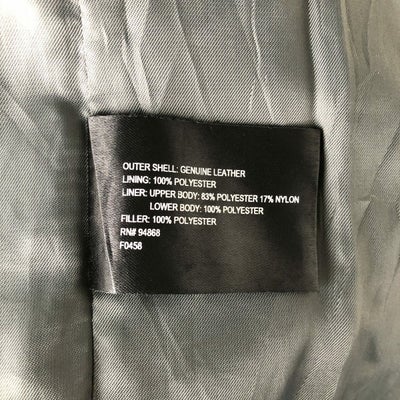 OUTER SHELL: GENUINE LEATHER
LINING: 100% POLYESTER
LINER: UPPER BODY: 83% POLYESTER 17% NYLON
LOWER BODY: 100% POLYESTER
FILLER: 100% POLYESTER
RN# 94868
F0458